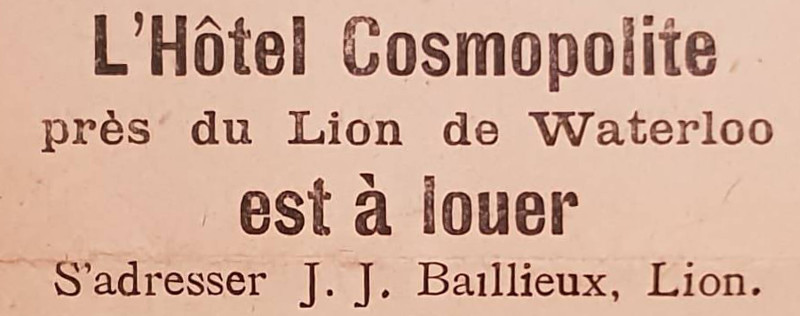 L'Hôtel Cosmopolite
près du Lion de Waterloo
est à louer
S'adresser J. J. Baillieux, Lion.